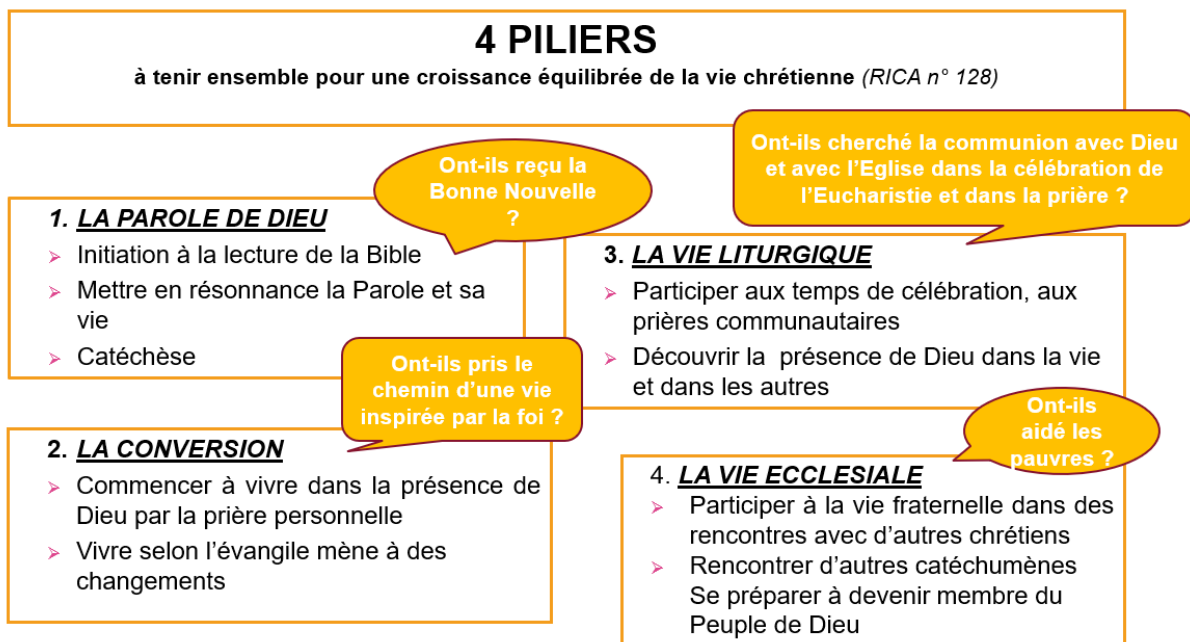 4 PILIERS
à tenir ensemble pour une croissance équilibrée de la vie chrétienne (RICA n° 128)
Ont-ils reçu la
Bonne Nouvelle
?
1. LA PAROLE DE DIEU
➢ Initiation à la lecture de la Bible
➢ Mettre en résonnance la Parole et sa
vie
➢ Catéchèse
Ont-ils pris le
chemin d’une vie
inspirée par la foi ?
2. LA CONVERSION
➢ Commencer à vivre dans la présence de
Dieu par la prière personnelle
➢ Vivre selon l’évangile mène à des
changements
Ont-ils cherché la communion avec Dieu
et avec l’Eglise dans la célébration de
l’Eucharistie et dans la prière ?
3. LA VIE LITURGIQUE
➢ Participer aux temps de célébration, aux
prières communautaires
➢ Découvrir la présence de Dieu dans la vie
et dans les autres
Ont-ils
aidé les
pauvres ?
4. LA VIE ECCLESIALE
➢ Participer à la vie fraternelle dans des
rencontres avec d’autres chrétiens
➢ Rencontrer d’autres catéchumènes
Se préparer à devenir membre du
Peuple de Dieu